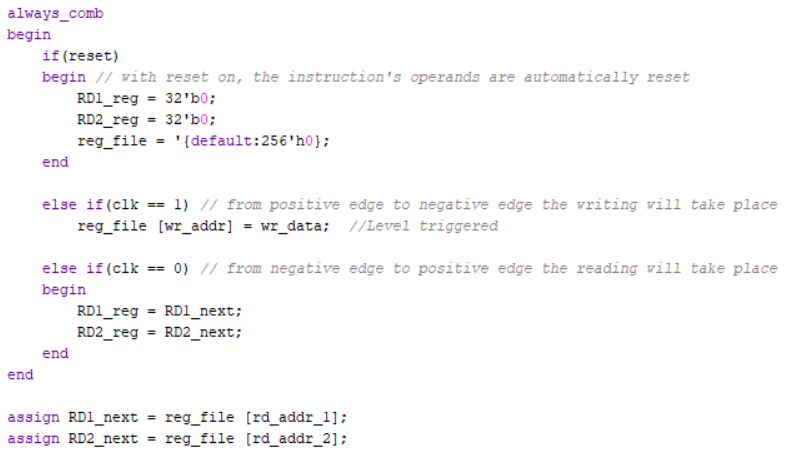 always_comb
begin
    if(reset)
    begin // with reset on, the instruction's operands are automatically reset
        RD1_reg = 32'b0;
        RD2_reg = 32'b0;
        reg_file = '{default:256'h0};
    end

    else if(clk == 1) // from positive edge to negative edge the writing will take place
        reg_file [wr_addr] = wr_data;  //Level triggered

    else if(clk == 0) // from negative edge to positive edge the reading will take place
    begin
        RD1_reg = RD1_next;
        RD2_reg = RD2_next;
    end
end

assign RD1_next = reg_file [rd_addr_1];
assign RD2_next = reg_file [rd_addr_2];